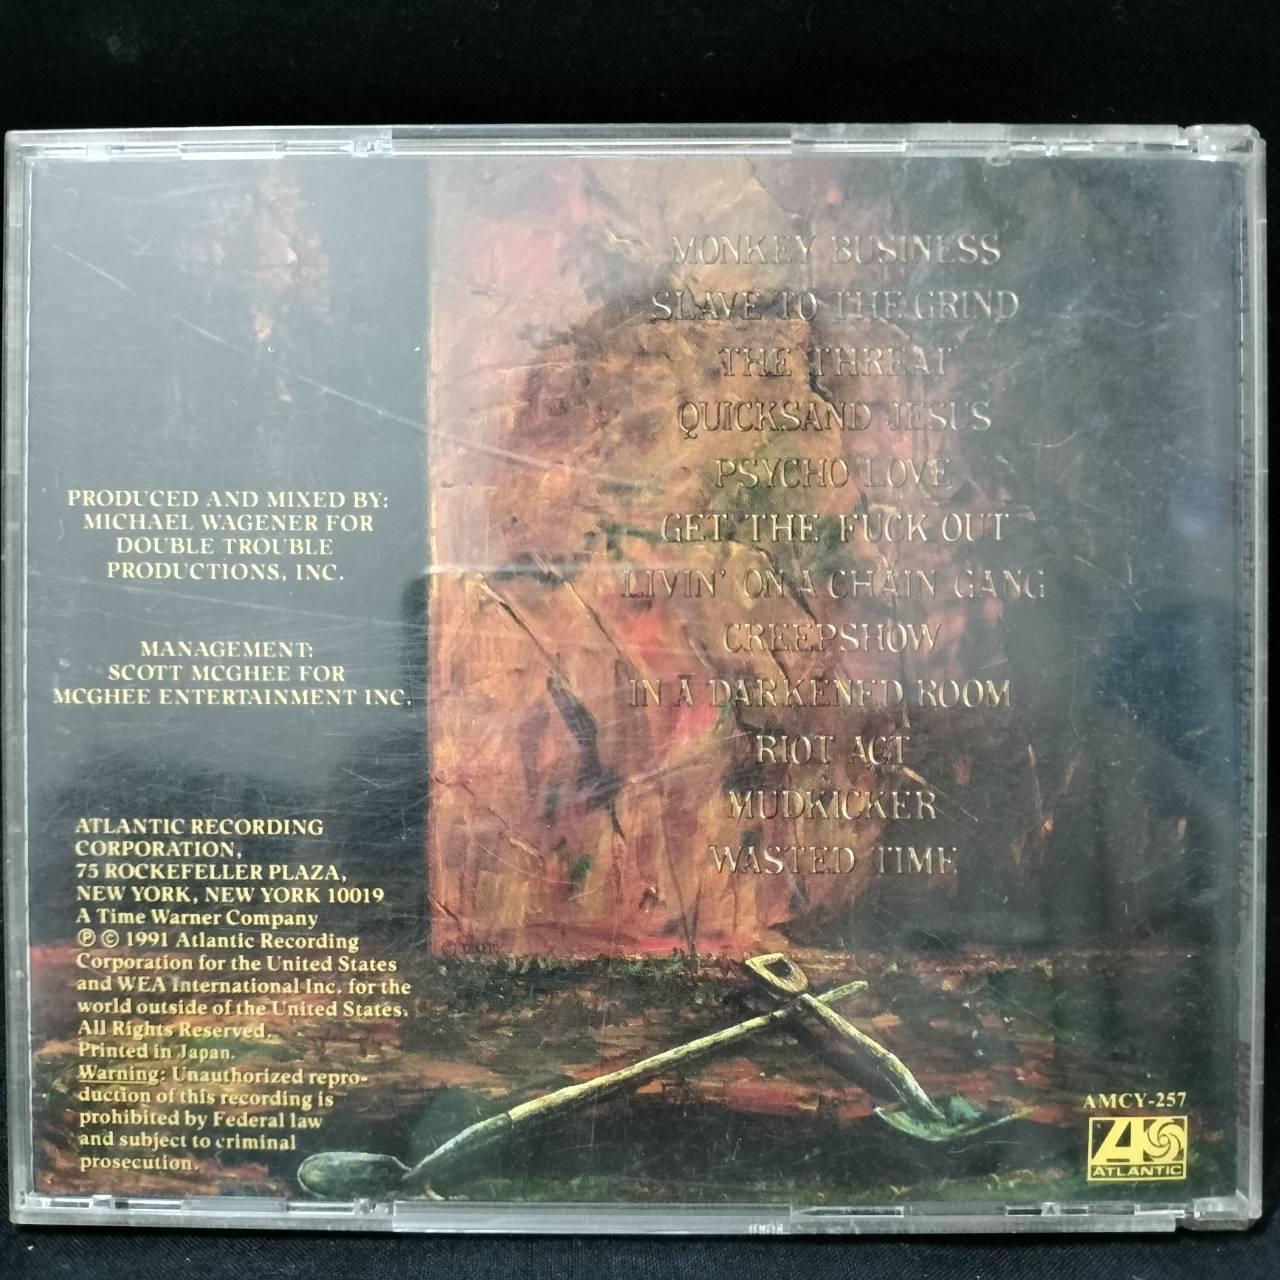 MONKEY BUSINESS
SLAVE TO THE GRIND
THE THREAT
QUICKSAND JESUS
PSYCHO LOVE
GET THE FUCK OUT
LIVIN' ON A CHAIN GANG
CREEPSHOW
IN A DARKENED ROOM
RIOT ACT
MUDKICKER
WASTED TIME
PRODUCED AND MIXED BY:
MICHAEL WAGENER FOR
DOUBLE TROUBLE
PRODUCTIONS, INC.
MANAGEMENT:
SCOTT MCGHEE FOR
MCGHEE ENTERTAINMENT INC.
ATLANTIC RECORDING
CORPORATION,
75 ROCKEFELLER PLAZA,
NEW YORK, NEW YORK 10019
A Time Warner Company
℗ © 1991 Atlantic Recording
Corporation for the United States
and WEA International Inc. for the
world outside of the United States.
All Rights Reserved.
Printed in Japan.
Warning: Unauthorized repro-
duction of this recording is
prohibited by Federal law
and subject to criminal
prosecution.
AMCY-257
ATLANTIC